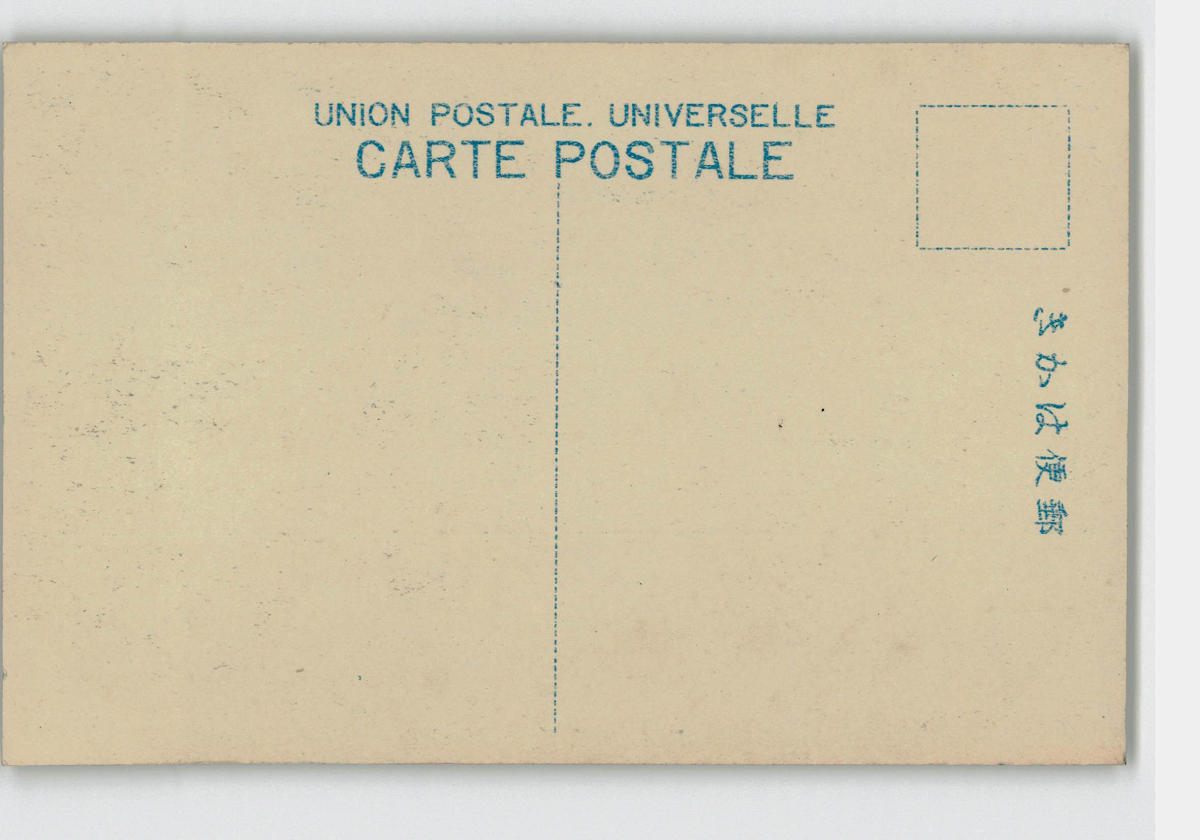 UNION POSTALE. UNIVERSELLE
CARTE POSTALE
郵便はかき